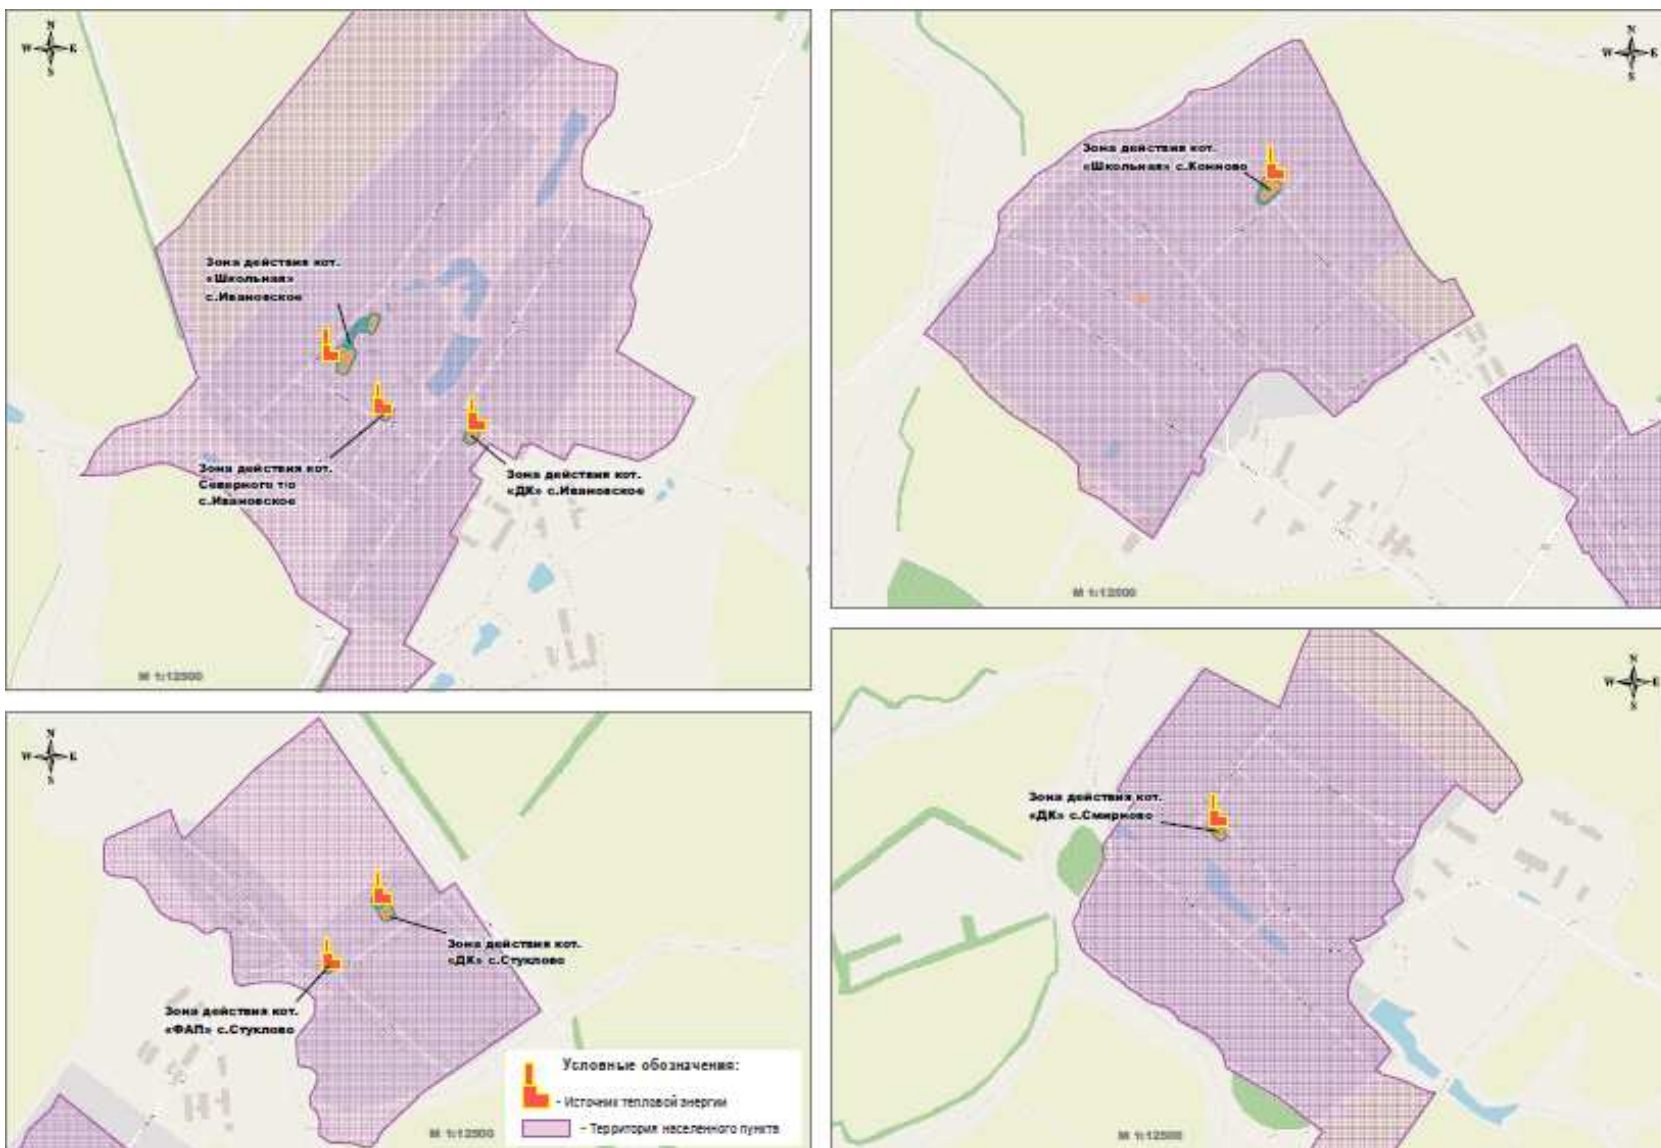 N
W E
S
Зона действия кот.
«Школьная»
с.Ивановское
Зона действия кот.
Северного т/о
с.Ивановское
Зона действия кот.
«ДК» с.Ивановское
М 1:12500
N
W E
S
Зона действия кот.
«Школьная» с.Конново
М 1:12500
N
W E
S
Зона действия кот.
«ДК» с.Стуклово
Зона действия кот.
«ФАП» с.Стуклово
М 1:12500
Условные обозначения:
- Источник тепловой энергии
- Территория населенного пункта
N
W E
S
Зона действия кот.
«ДК» с.Смирново
М 1:12500